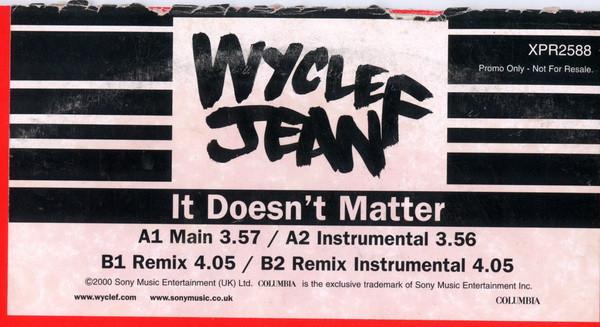 WYCLEF
JEAN
XPR2588
Promo Only - Not For Resale.
It Doesn't Matter
A1 Main 3.57 / A2 Instrumental 3.56
B1 Remix 4.05 / B2 Remix Instrumental 4.05
©2000 Sony Music Entertainment (UK) Ltd. COLUMBIA is the exclusive trademark of Sony Music Entertainment Inc.
www.wyclef.com www.sonymusic.co.uk COLUMBIA